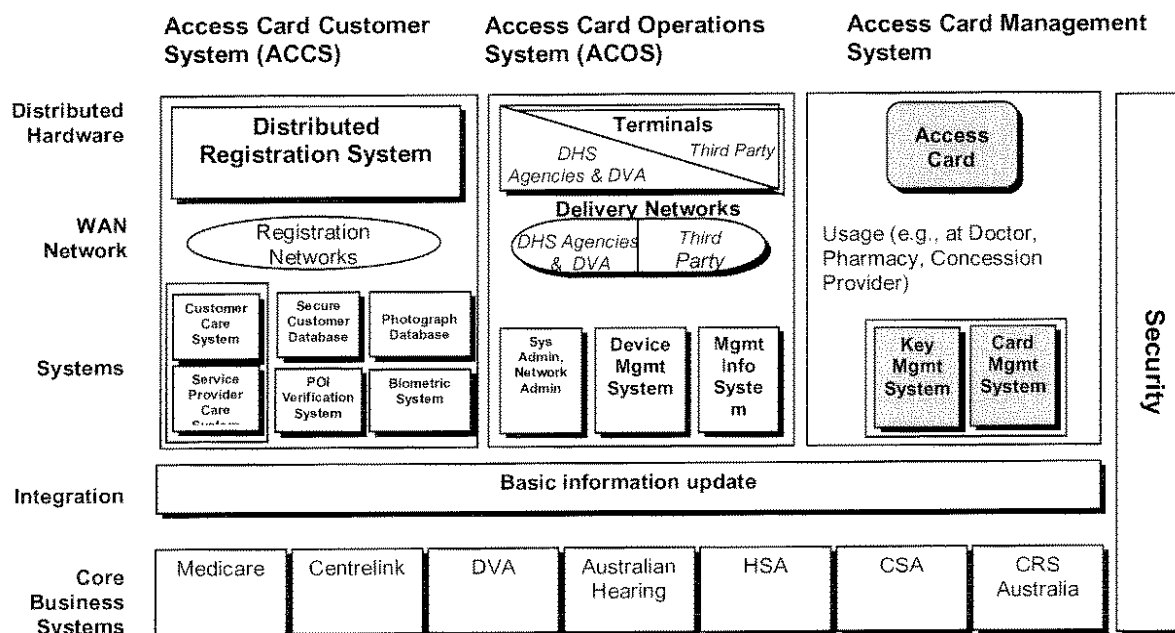 Access Card Customer
System (ACCS)
Access Card Operations
System (ACOS)
Access Card Management
System
Distributed
Hardware
Distributed
Registration System
Terminals
DHS
Agencies & DVA
Third Party
Access
Card
WAN
Network
Registration
Networks
Delivery Networks
DHS Agencies
& DVA
Third
Party
Usage (e.g., at Doctor,
Pharmacy, Concession
Provider)
Systems
Customer
Care
System
Secure
Customer
Database
Photograph
Database
Service
Provider
Care
System
POI
Verification
System
Biometric
System
Sys
Admin,
Network
Admin
Device
Mgmt
System
Mgmt
Info
Syste
m
Key
Mgmt
System
Card
Mgmt
System
Security
Integration
Basic information update
Core
Business
Systems
Medicare
Centrelink
DVA
Australian
Hearing
HSA
CSA
CRS
Australia